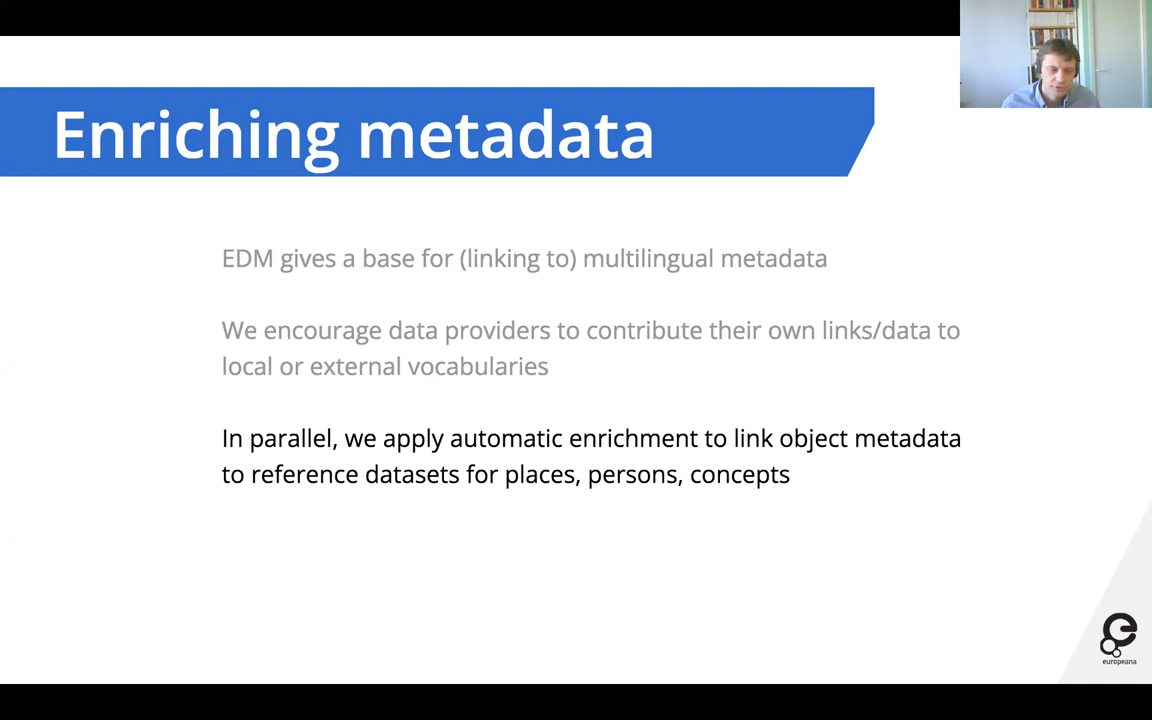 Enriching metadata
EDM gives a base for (linking to) multilingual metadata
We encourage data providers to contribute their own links/data to
local or external vocabularies
In parallel, we apply automatic enrichment to link object metadata
to reference datasets for places, persons, concepts
europeana